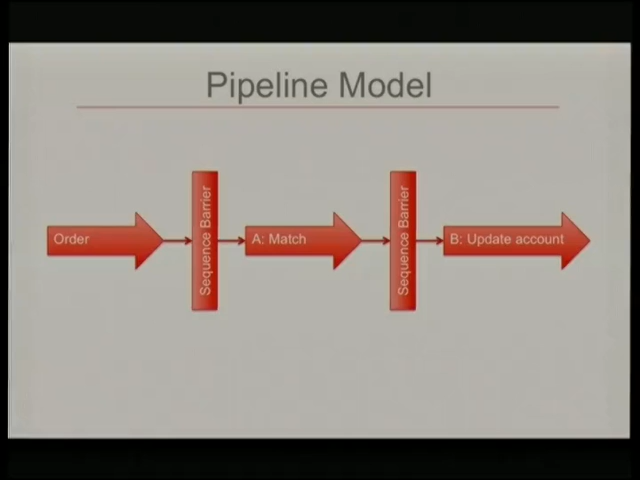 Pipeline Model
Order
Sequence Barrier
A: Match
Sequence Barrier
B: Update account